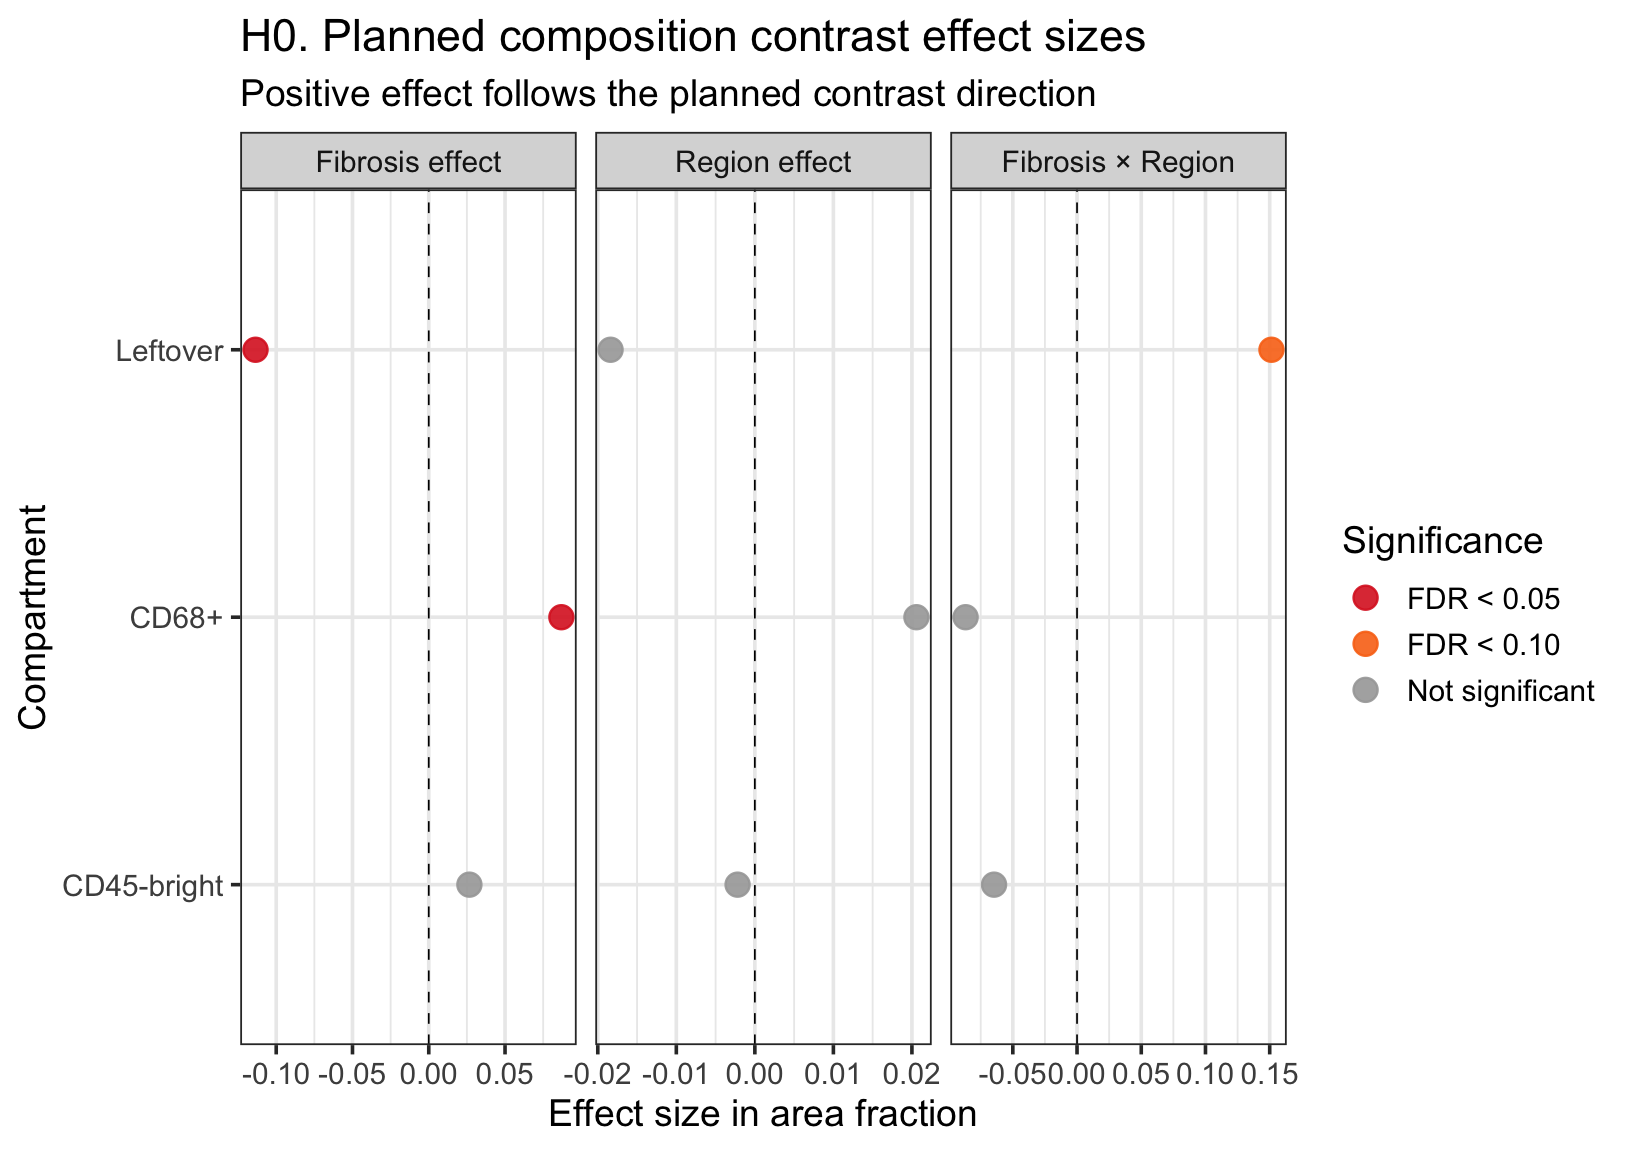 H0. Planned composition contrast effect sizes
Positive effect follows the planned contrast direction
Fibrosis effect
Region effect
Fibrosis × Region
Compartment
Leftover
CD68+
CD45-bright
-0.10 -0.05 0.00 0.05
-0.02 -0.01 0.00 0.01 0.02
-0.05 0.00 0.05 0.10 0.15
Effect size in area fraction
Significance
FDR < 0.05
FDR < 0.10
Not significant